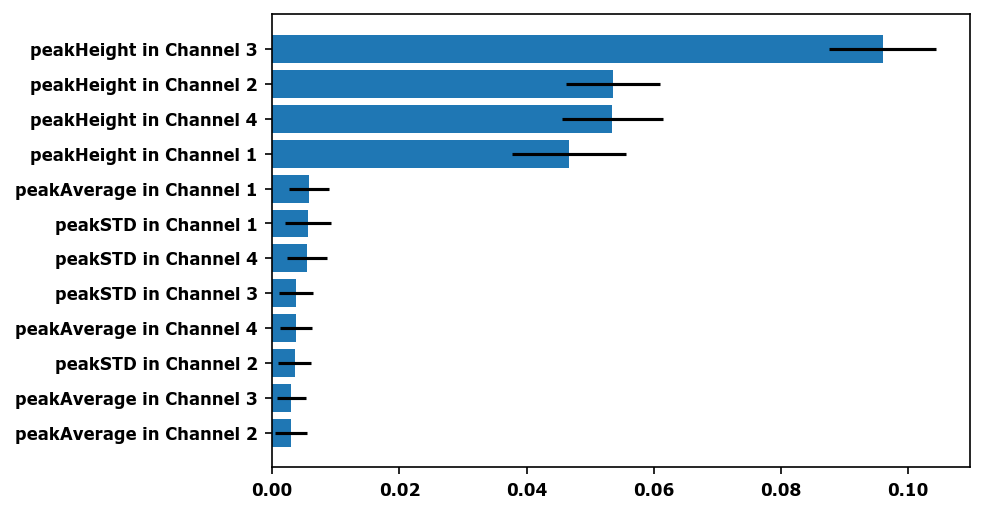 peakHeight in Channel 3
peakHeight in Channel 2
peakHeight in Channel 4
peakHeight in Channel 1
peakAverage in Channel 1
peakSTD in Channel 1
peakSTD in Channel 4
peakSTD in Channel 3
peakAverage in Channel 4
peakSTD in Channel 2
peakAverage in Channel 3
peakAverage in Channel 2
0.00 0.02 0.04 0.06 0.08 0.10